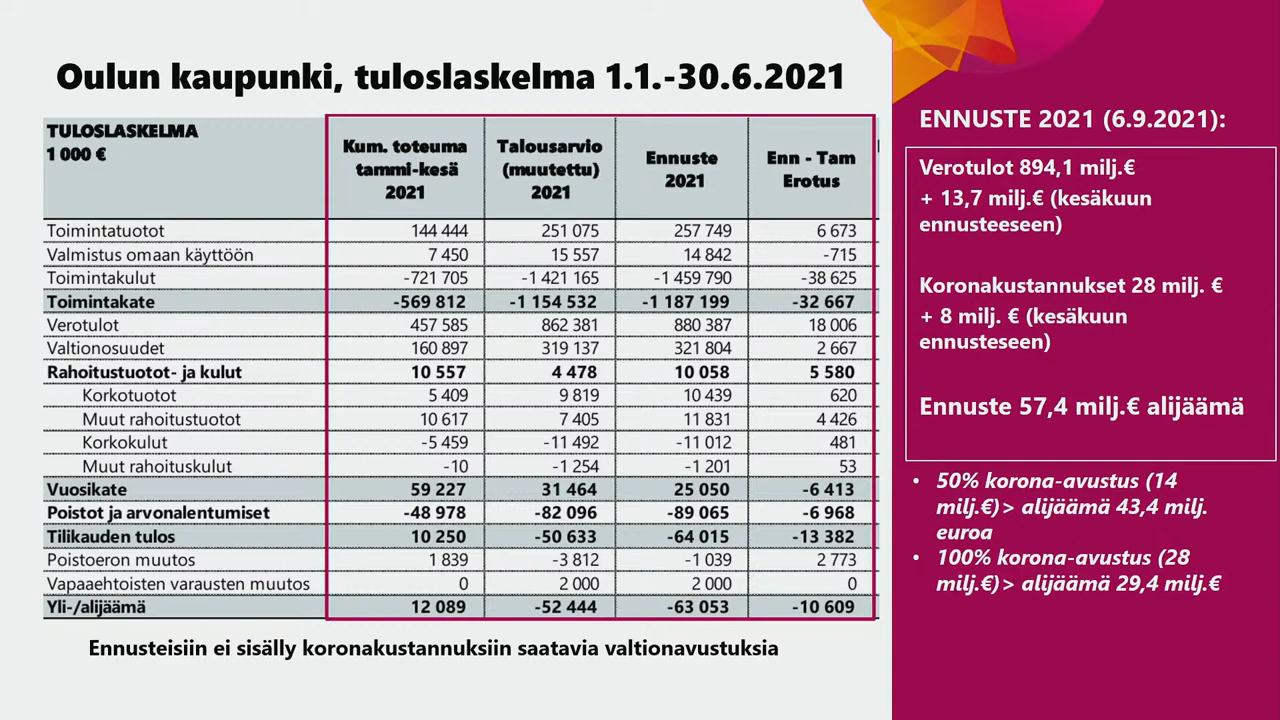 Oulun kaupunki, tuloslaskelma 1.1.-30.6.2021
TULOSLASKELMA
1 000 €
Kum. toteuma
tammi-kesä
2021
Talousarvio
(muutettu)
2021
Ennuste
2021
Enn - Tam
Erotus
Toimintatuotot 144 444 251 075 257 749 6 673
Valmistus omaan käyttöön 7 450 15 557 14 842 -715
Toimintakulut -721 705 -1 421 165 -1 459 790 -38 625
Toimintakate -569 812 -1 154 532 -1 187 199 -32 667
Verotulot 457 585 862 381 880 387 18 006
Valtionosuudet 160 897 319 137 321 804 2 667
Rahoitustuotot- ja kulut 10 557 4 478 10 058 5 580
Korkotuotot 5 409 9 819 10 439 620
Muut rahoitustuotot 10 617 7 405 11 831 4 426
Korkokulut -5 459 -11 492 -11 012 481
Muut rahoituskulut -10 -1 254 -1 201 53
Vuosikate 59 227 31 464 25 050 -6 413
Poistot ja arvonalentumiset -48 978 -82 096 -89 065 -6 968
Tilikauden tulos 10 250 -50 633 -64 015 -13 382
Poistoeron muutos 1 839 -3 812 -1 039 2 773
Vapaaehtoisten varausten muutos 0 2 000 2 000 0
Yli-/alijäämä 12 089 -52 444 -63 053 -10 609
Ennusteisiin ei sisälly koronakustannuksiin saatavia valtionavustuksia
ENNUSTE 2021 (6.9.2021):
Verotulot 894,1 milj.€
+ 13,7 milj.€ (kesäkuun
ennusteeseen)
Koronakustannukset 28 milj. €
+ 8 milj. € (kesäkuun
ennusteseen)
Ennuste 57,4 milj.€ alijäämä
• 50% korona-avustus (14
milj.€)> alijäämä 43,4 milj.
euroa
• 100% korona-avustus (28
milj.€)> alijäämä 29,4 milj.€